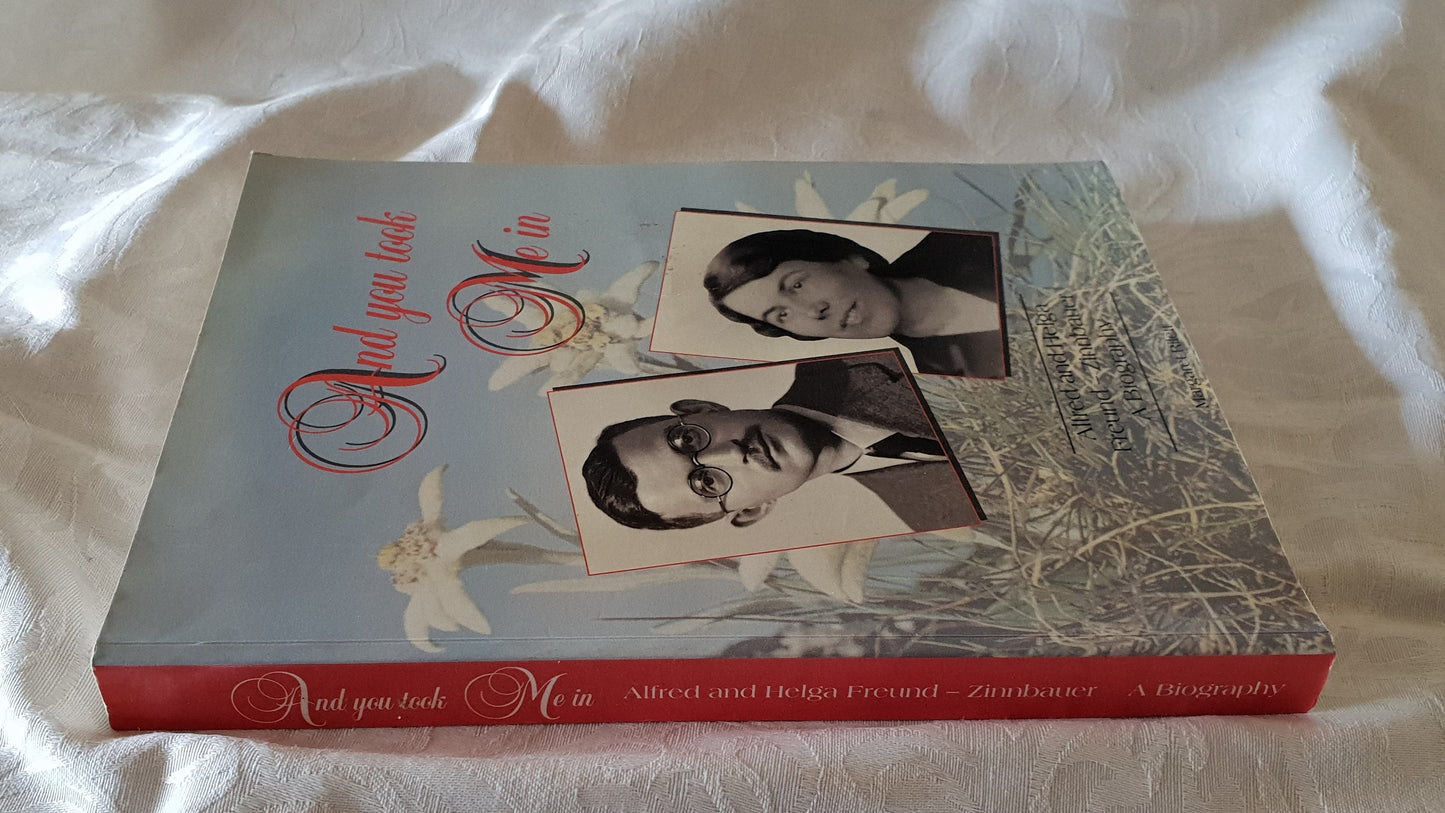 And you took
Me in
Alfred and Helga
Freund - Zinnbauer
A Biography
Margaret
And you took Me in Alfred and Helga Freund – Zinnbauer A Biography